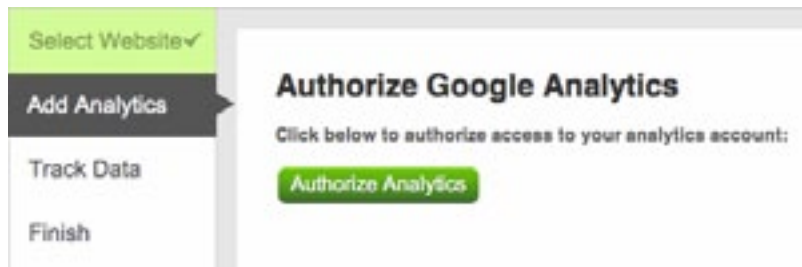 Select Website✓
Add Analytics
Track Data
Finish
Authorize Google Analytics
Click below to authorize access to your analytics account:
Authorize Analytics